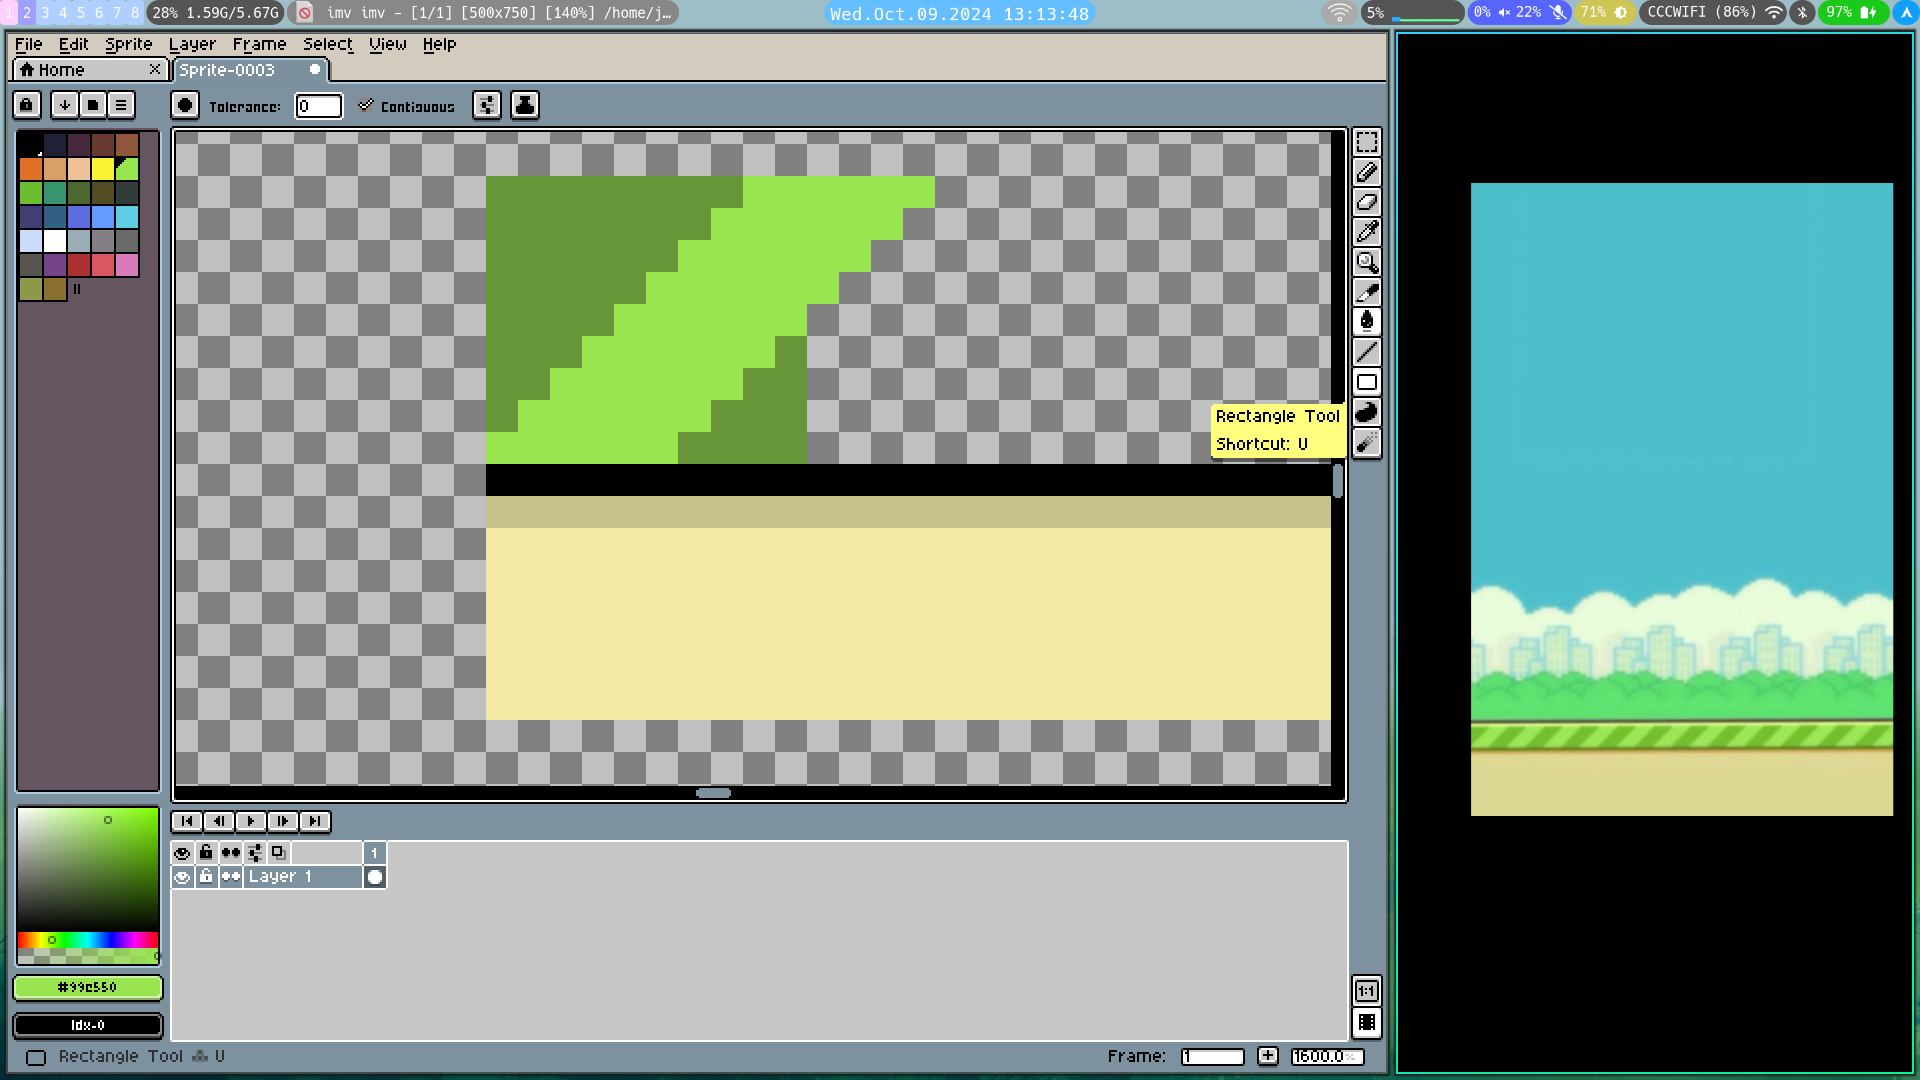 1 2 3 4 5 6 7 8 28% 1.59G/5.67G imv imv - [1/1] [500x750] [140%] /home/j… Wed.Oct.09.2024 13:13:48 5% 0% 22% 71% CCCWIFI (86%) 97%
File Edit Sprite Layer Frame Select View Help
Home Sprite-0003
Tolerance: 0 Contiguous
Rectangle Tool
Shortcut: U
1
Layer 1
#99e550
Idx-0
1:1
Rectangle Tool U Frame: 1 + 1600.0%